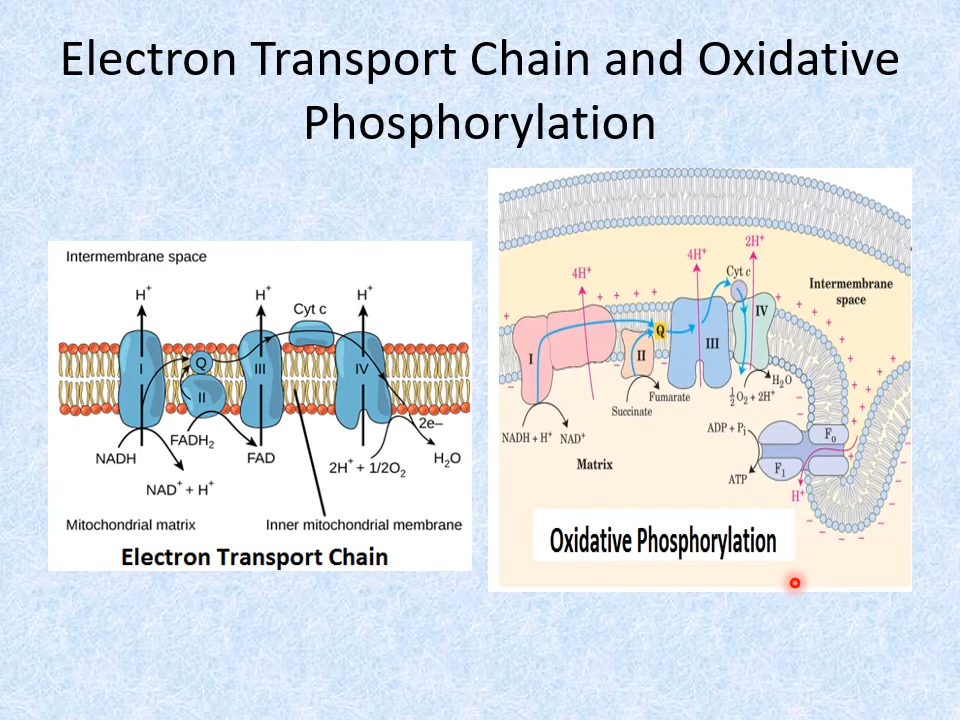 Electron Transport Chain and Oxidative
Phosphorylation
Intermembrane space
H⁺
H⁺
H⁺
Cyt c
Q
I
II
III
IV
FADH₂
2e–
NADH
FAD
2H⁺ + 1/2O₂
H₂O
NAD⁺ + H⁺
Mitochondrial matrix
Inner mitochondrial membrane
Electron Transport Chain
2H⁺
4H⁺
4H⁺
Cyt c
Intermembrane
space
IV
Q
I
II
III
H₂O
½O₂ + 2H⁺
Fumarate
Succinate
ADP + Pᵢ
NADH + H⁺
NAD⁺
Fₒ
Matrix
F₁
ATP
H⁺
Oxidative Phosphorylation